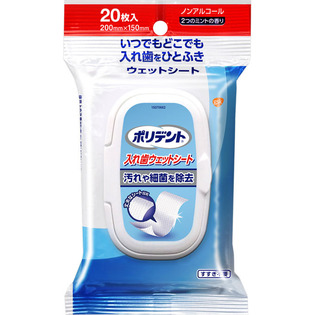 20枚入
200mm×150mm
ノンアルコール
2つのミントの香り
いつでもどこでも
入れ歯をひとふき
ウェットシート
ポリデント
入れ歯ウェットシート
汚れや細菌を除去